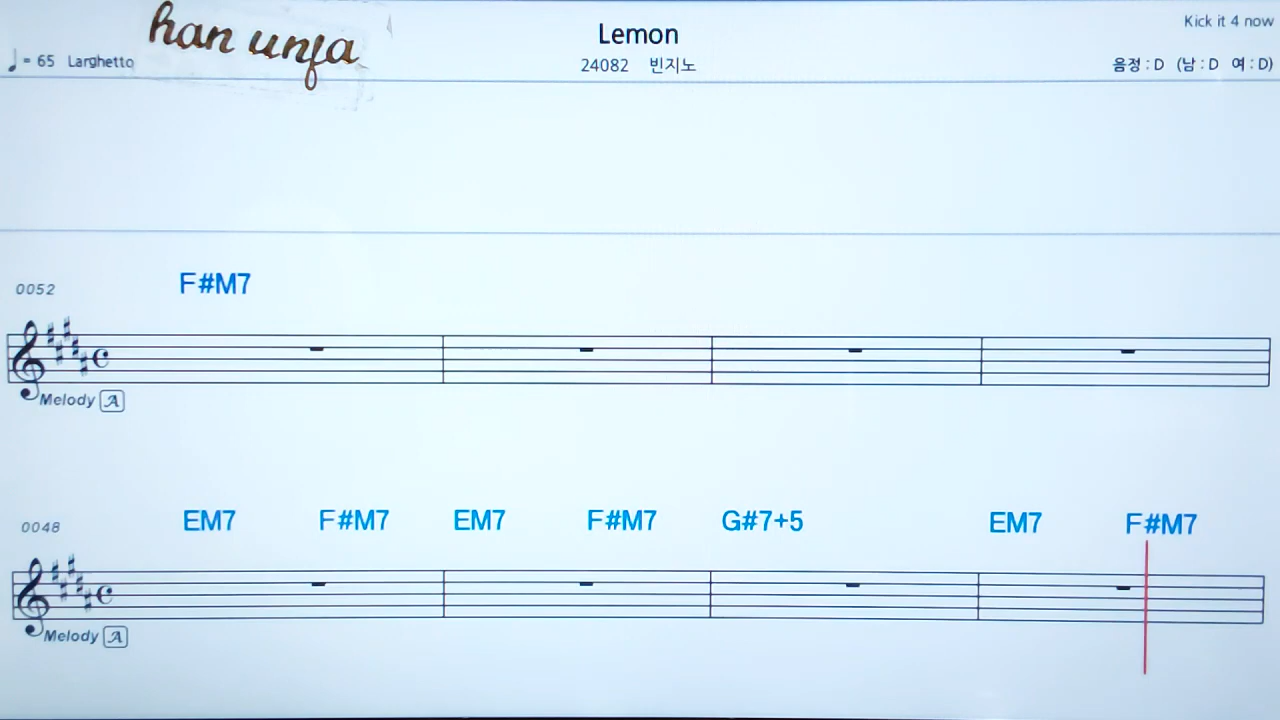 han unfa
Lemon
Kick it 4 now
♩ = 65 Larghetto
24082 빈지노
음정 : D (남 : D 여 : D)
0052 F#M7
Melody A
0048 EM7 F#M7 EM7 F#M7 G#7+5 EM7 F#M7
Melody A